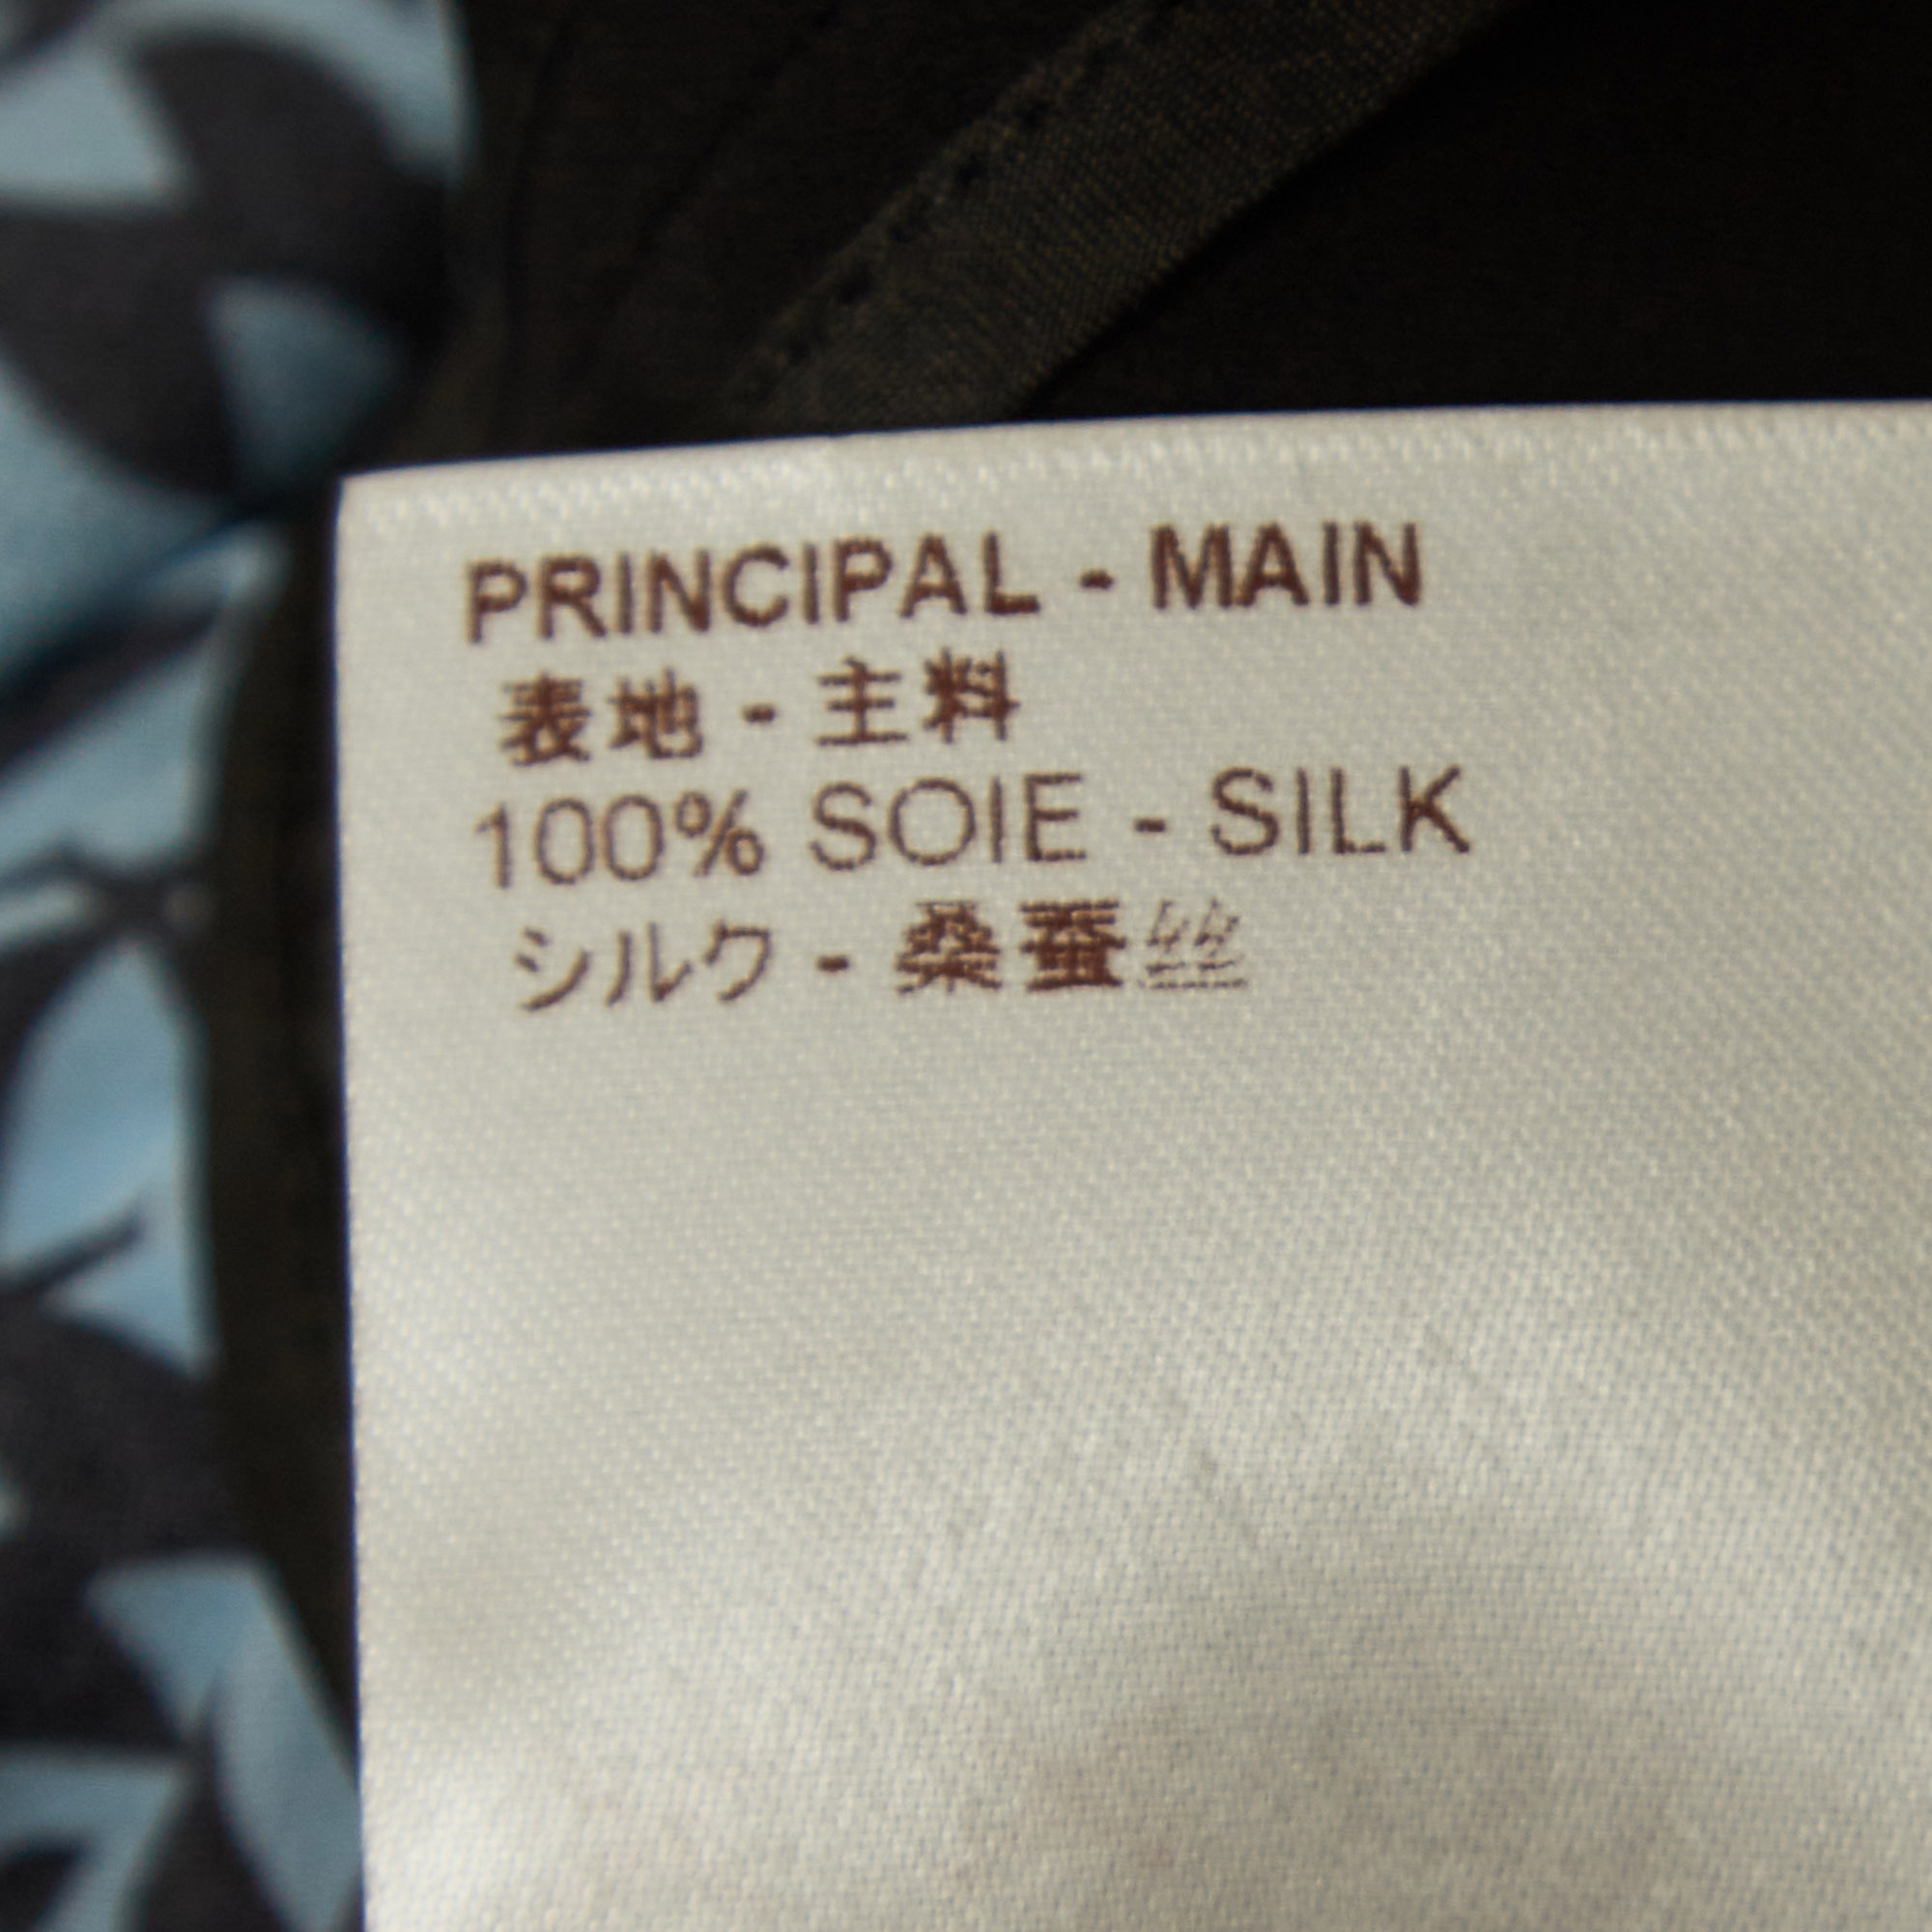 PRINCIPAL - MAIN
表地 - 主料
100% SOIE - SILK
シルク - 桑蚕丝